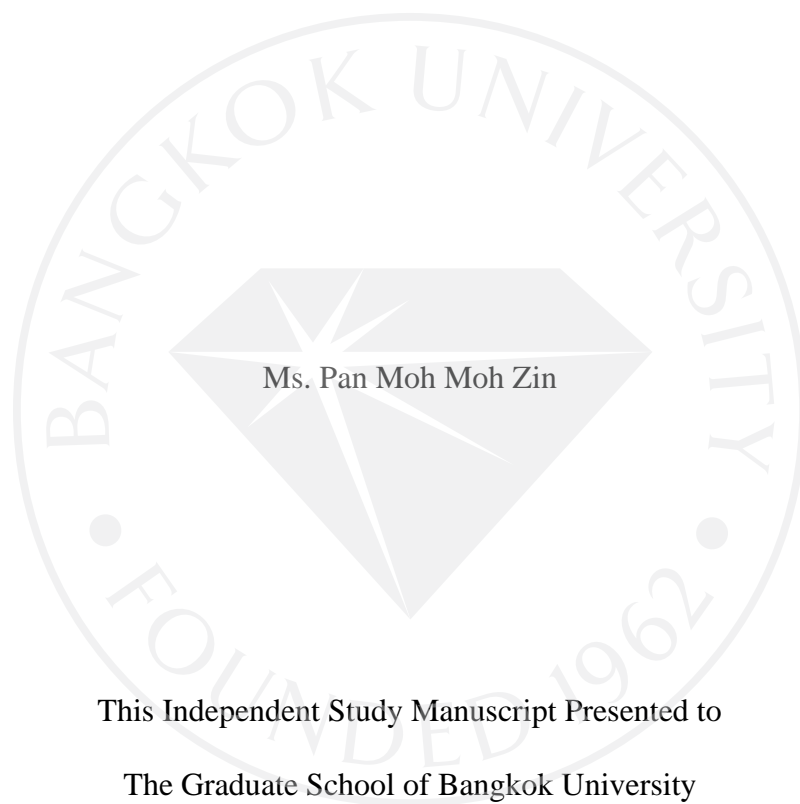 BANGKOK UNIVERSITY
Ms. Pan Moh Moh Zin
• FOUNDED 1962 •
This Independent Study Manuscript Presented to
The Graduate School of Bangkok University